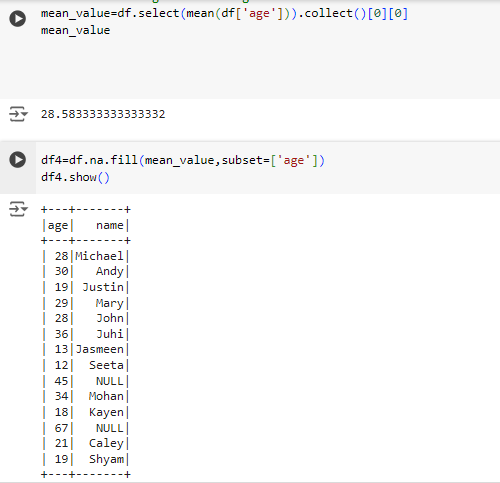 mean_value=df.select(mean(df['age'])).collect()[0][0]
mean_value
28.583333333333332
df4=df.na.fill(mean_value,subset=['age'])
df4.show()
+---+-------+
|age|   name|
+---+-------+
| 28|Michael|
| 30|   Andy|
| 19| Justin|
| 29|   Mary|
| 28|   John|
| 36|   Juhi|
| 13|Jasmeen|
| 12|  Seeta|
| 45|   NULL|
| 34|  Mohan|
| 18|  Kayen|
| 67|   NULL|
| 21|  Caley|
| 19|  Shyam|
+---+-------+